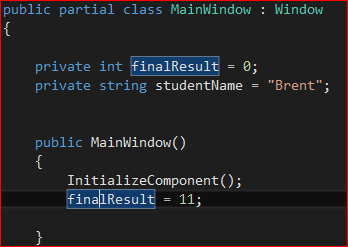 public partial class MainWindow : Window
{
private int finalResult = 0;
private string studentName = "Brent";
public MainWindow()
{
InitializeComponent();
finalResult = 11;
}